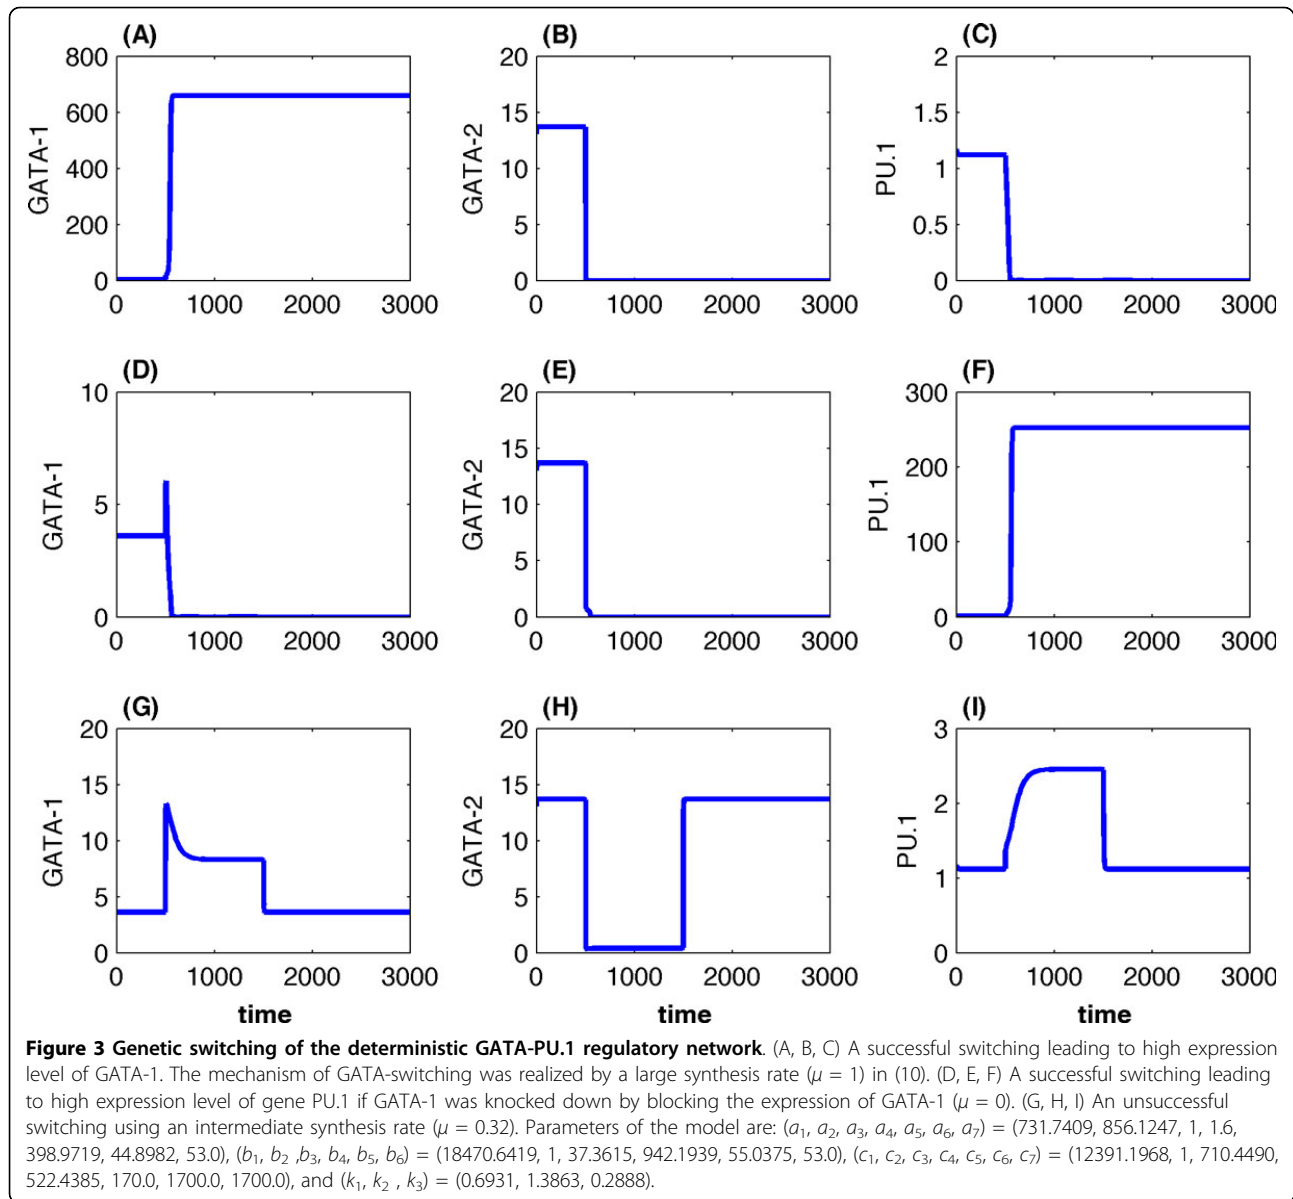 (A)
(B)
(C)
800
600
400
200
0
GATA-1
0 1000 2000 3000
20
15
10
5
0
GATA-2
0 1000 2000 3000
2
1.5
1
0.5
0
PU.1
0 1000 2000 3000
(D)
(E)
(F)
10
5
0
GATA-1
0 1000 2000 3000
20
15
10
5
0
GATA-2
0 1000 2000 3000
300
200
100
0
PU.1
0 1000 2000 3000
(G)
(H)
(I)
20
15
10
5
0
GATA-1
0 1000 2000 3000
time
20
15
10
5
0
GATA-2
0 1000 2000 3000
time
3
2
1
0
PU.1
0 1000 2000 3000
time
Figure 3 Genetic switching of the deterministic GATA-PU.1 regulatory network. (A, B, C) A successful switching leading to high expression
level of GATA-1. The mechanism of GATA-switching was realized by a large synthesis rate (μ = 1) in (10). (D, E, F) A successful switching leading
to high expression level of gene PU.1 if GATA-1 was knocked down by blocking the expression of GATA-1 (μ = 0). (G, H, I) An unsuccessful
switching using an intermediate synthesis rate (μ = 0.32). Parameters of the model are: (a₁, a₂, a₃, a₄, a₅, a₆, a₇) = (731.7409, 856.1247, 1, 1.6,
398.9719, 44.8982, 53.0), (b₁, b₂ ,b₃, b₄, b₅, b₆) = (18470.6419, 1, 37.3615, 942.1939, 55.0375, 53.0), (c₁, c₂, c₃, c₄, c₅, c₆, c₇) = (12391.1968, 1, 710.4490,
522.4385, 170.0, 1700.0, 1700.0), and (k₁, k₂ , k₃) = (0.6931, 1.3863, 0.2888).